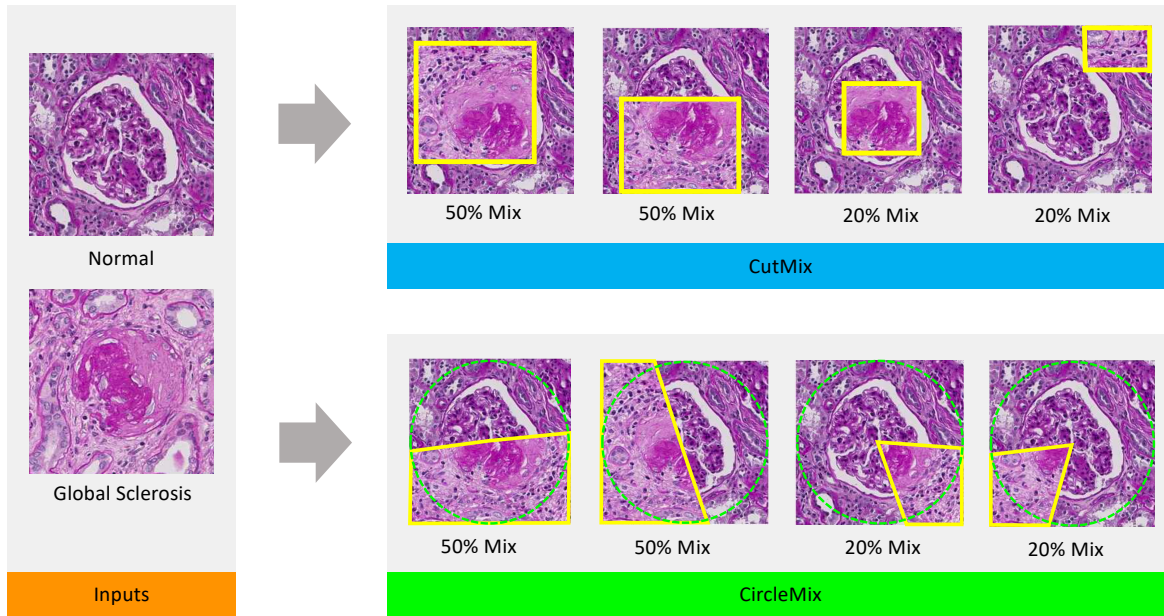 Normal
Global Sclerosis
Inputs
50% Mix
50% Mix
20% Mix
20% Mix
CutMix
50% Mix
50% Mix
20% Mix
20% Mix
CircleMix